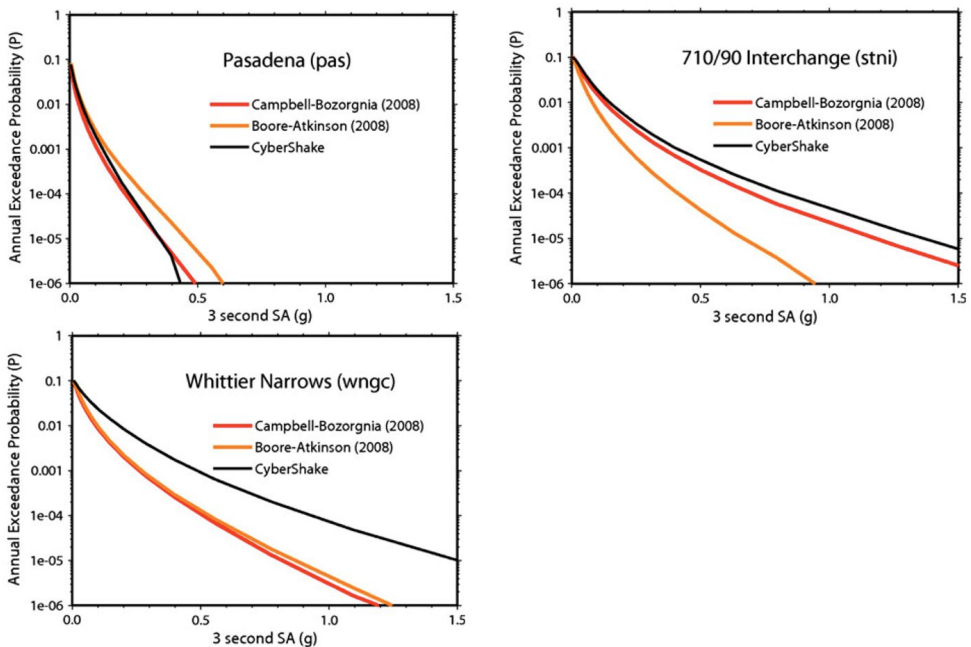 Annual Exceedance Probability (P)
1
0.1
0.01
0.001
1e-04
1e-05
1e-06
Pasadena (pas)
Campbell-Bozorgnia (2008)
Boore-Atkinson (2008)
CyberShake
0.0 0.5 1.0 1.5
3 second SA (g)
Annual Exceedance Probability (P)
1
0.1
0.01
0.001
1e-04
1e-05
1e-06
710/90 Interchange (stni)
Campbell-Bozorgnia (2008)
Boore-Atkinson (2008)
CyberShake
0.0 0.5 1.0 1.5
3 second SA (g)
Annual Exceedance Probability (P)
1
0.1
0.01
0.001
1e-04
1e-05
1e-06
Whittier Narrows (wngc)
Campbell-Bozorgnia (2008)
Boore-Atkinson (2008)
CyberShake
0.0 0.5 1.0 1.5
3 second SA (g)